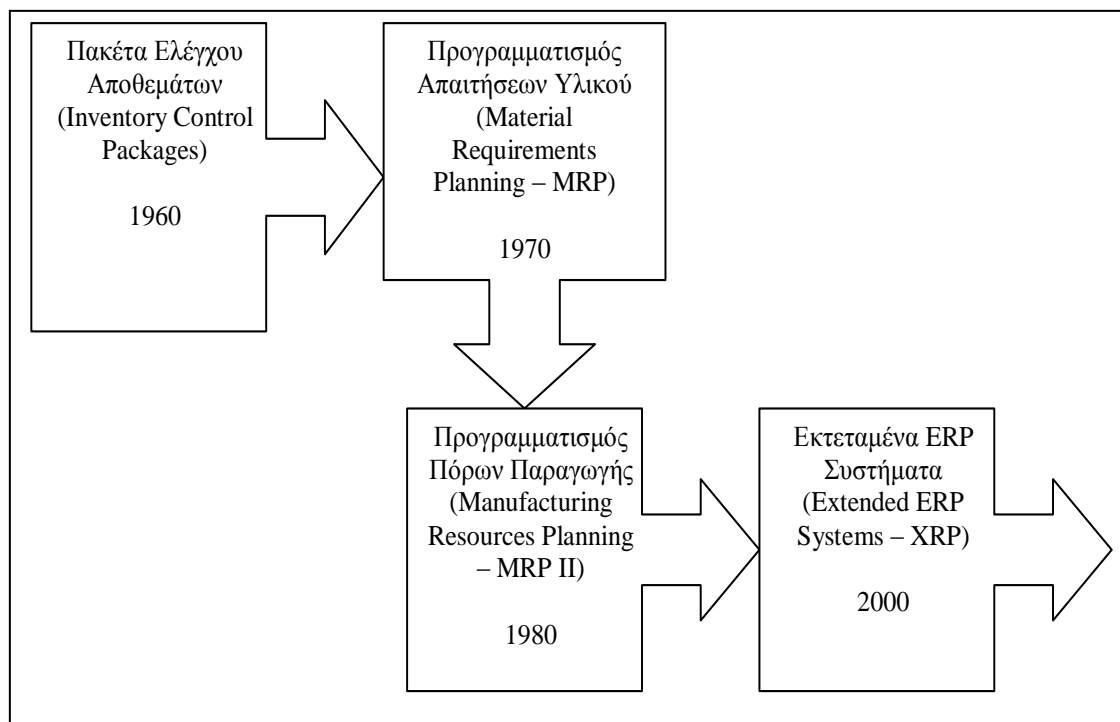 Πακέτα Ελέγχου
Αποθεμάτων
(Inventory Control
Packages)
1960
Προγραμματισμός
Απαιτήσεων Υλικού
(Material
Requirements
Planning – MRP)
1970
Προγραμματισμός
Πόρων Παραγωγής
(Manufacturing
Resources Planning
– MRP II)
1980
Εκτεταμένα ERP
Συστήματα
(Extended ERP
Systems – XRP)
2000